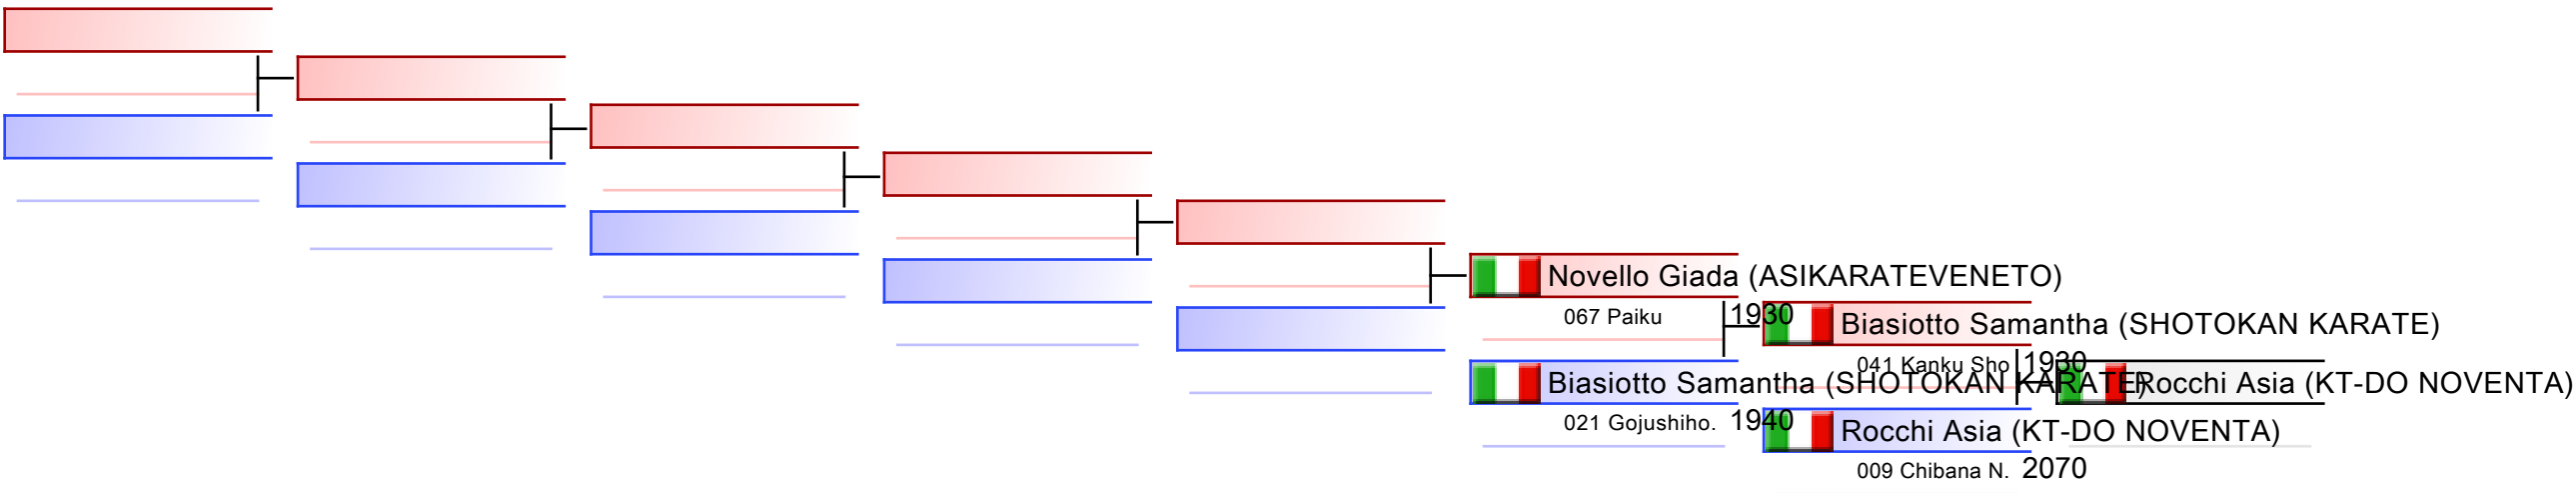 Novello Giada (ASIKARATEVENETO)
067 Paiku 1930
Biasiotto Samantha (SHOTOKAN KARATE)
021 Gojushiho. 1940
Biasiotto Samantha (SHOTOKAN KARATE)
041 Kanku Sho 1930
Rocchi Asia (KT-DO NOVENTA)
009 Chibana N. 2070
Rocchi Asia (KT-DO NOVENTA)